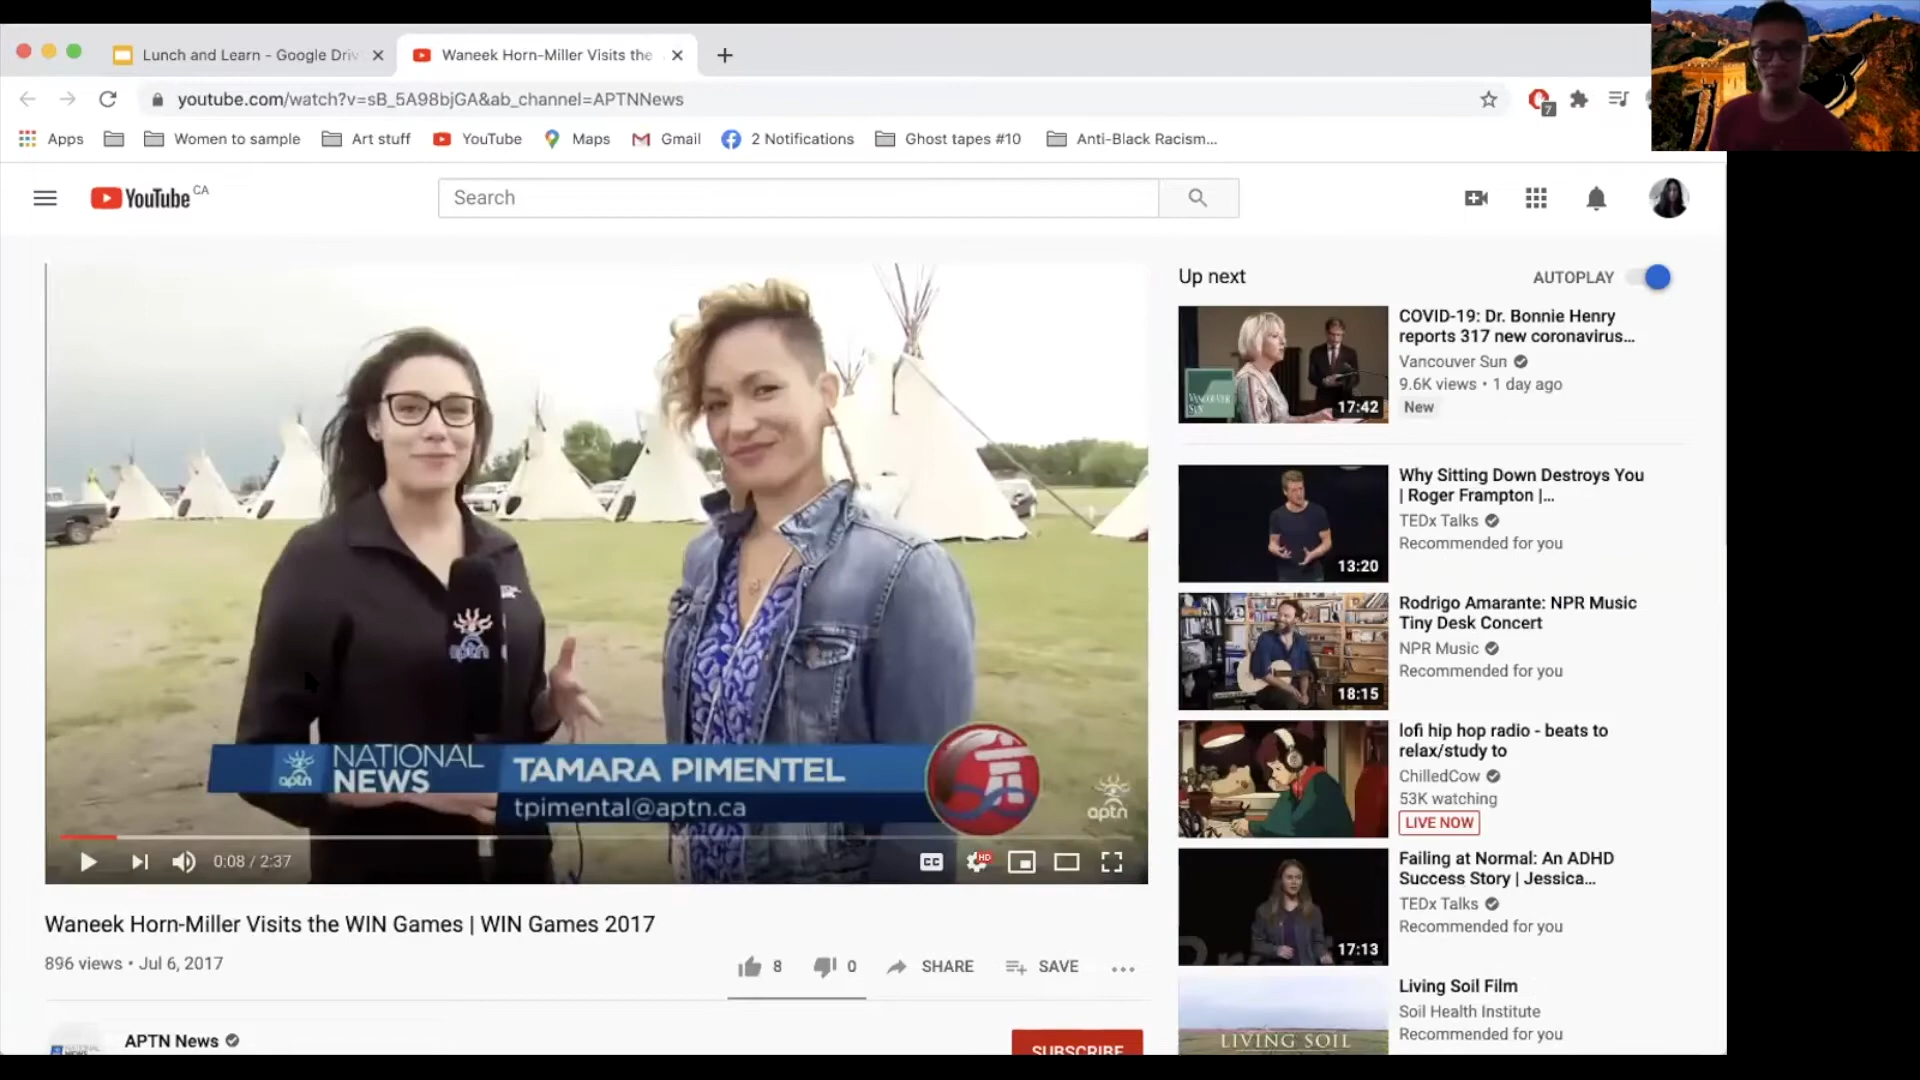 Lunch and Learn - Google Driv
Waneek Horn-Miller Visits the
youtube.com/watch?v=sB_5A98bjGA&ab_channel=APTNNews
7
Apps
Women to sample
Art stuff
YouTube
Maps
Gmail
2 Notifications
Ghost tapes #10
Anti-Black Racism...
YouTube CA
Search
Up next
AUTOPLAY
COVID-19: Dr. Bonnie Henry
reports 317 new coronavirus...
Vancouver Sun
9.6K views • 1 day ago
New
VANCOUVER
SUN
17:42
Why Sitting Down Destroys You
| Roger Frampton |...
TEDx Talks
Recommended for you
13:20
Rodrigo Amarante: NPR Music
Tiny Desk Concert
NPR Music
Recommended for you
18:15
lofi hip hop radio - beats to
relax/study to
ChilledCow
53K watching
LIVE NOW
Failing at Normal: An ADHD
Success Story | Jessica...
TEDx Talks
Recommended for you
17:13
Living Soil Film
Soil Health Institute
Recommended for you
LIVING SOIL
aptn
aptn
NATIONAL
NEWS
TAMARA PIMENTEL
tpimental@aptn.ca
aptn
0:08 / 2:37
CC
HD
Waneek Horn-Miller Visits the WIN Games | WIN Games 2017
896 views • Jul 6, 2017
8
0
SHARE
SAVE
APTN News
SUBSCRIBE